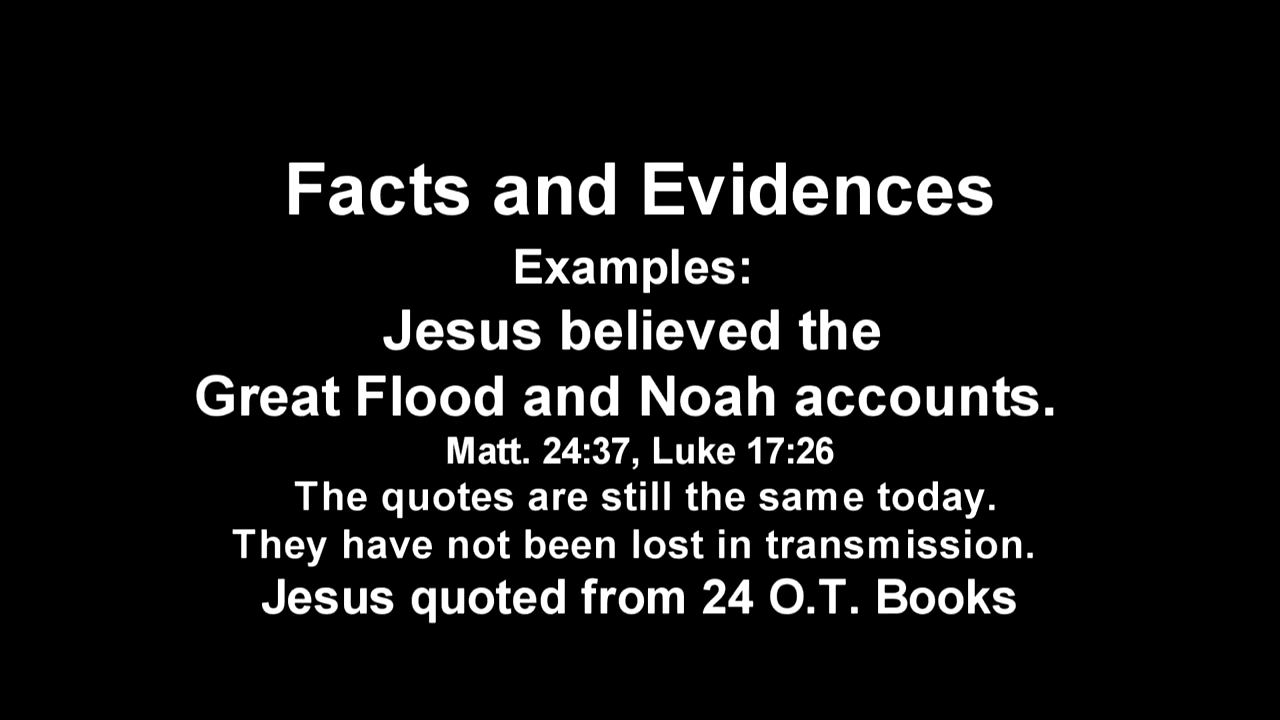 Facts and Evidences
Examples:
Jesus believed the
Great Flood and Noah accounts.
Matt. 24:37, Luke 17:26
The quotes are still the same today.
They have not been lost in transmission.
Jesus quoted from 24 O.T. Books